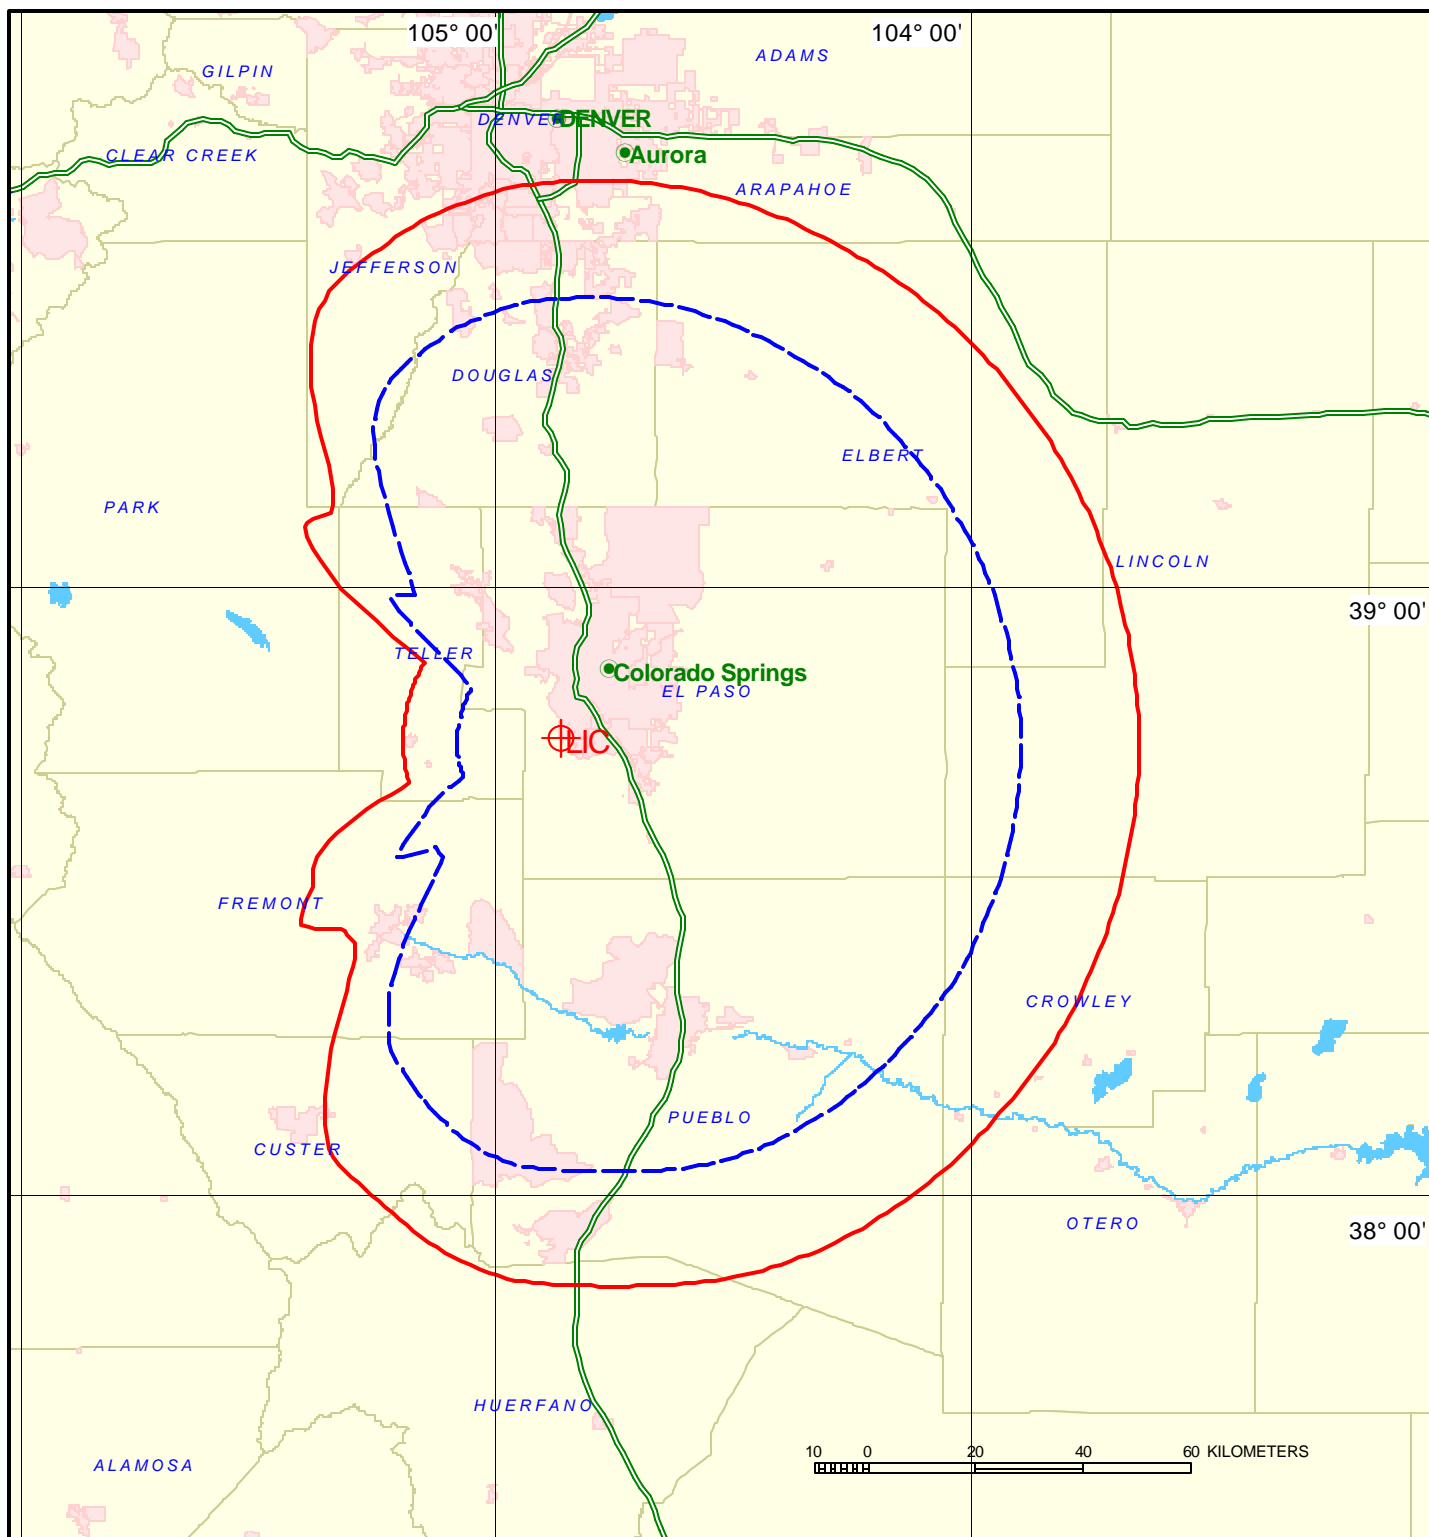 105° 00'
104° 00'
ADAMS
GILPIN
DENVER
DENVER
CLEAR CREEK
Aurora
ARAPAHOE
JEFFERSON
DOUGLAS
ELBERT
PARK
LINCOLN
39° 00'
TELLER
Colorado Springs
EL PASO
LIC
FREMONT
CROWLEY
PUEBLO
CUSTER
OTERO
38° 00'
HUERFANO
10 0 20 40 60 KILOMETERS
ALAMOSA